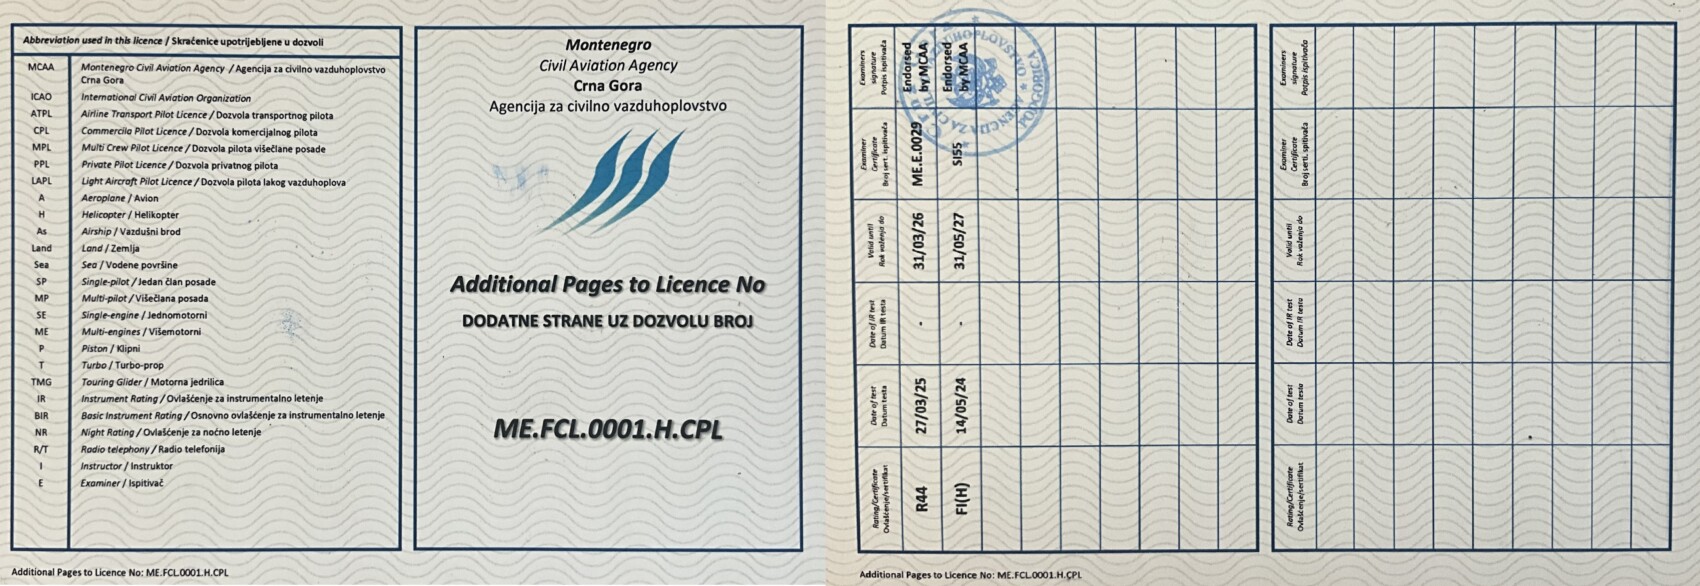 Abbreviation used in this licence / Skraćenice upotrijebljene u dozvoli
MCAA Montenegro Civil Aviation Agency / Agencija za civilno vazduhoplovstvo
Crna Gora
ICAO International Civil Aviation Organization
ATPL Airline Transport Pilot Licence / Dozvola transportnog pilota
CPL Commercila Pilot Licence / Dozvola komercijalnog pilota
MPL Multi Crew Pilot Licence / Dozvola pilota višečlane posade
PPL Private Pilot Licence / Dozvola privatnog pilota
LAPL Light Aircraft Pilot Licence / Dozvola pilota lakog vazduhoplova
A Aeroplane / Avion
H Helicopter / Helikopter
As Airship / Vazdušni brod
Land Land / Zemlja
Sea Sea / Vodene površine
SP Single-pilot / Jedan član posade
MP Multi-pilot / Višečlana posada
SE Single-engine / Jednomotorni
ME Multi-engines / Višemotorni
P Piston / Klipni
T Turbo / Turbo-prop
TMG Touring Glider / Motorna jedrilica
IR Instrument Rating / Ovlašćenje za instrumentalno letenje
BIR Basic Instrument Rating / Osnovno ovlašćenje za instrumentalno letenje
NR Night Rating / Ovlašćenje za noćno letenje
R/T Radio telephony / Radio telefonija
I Instructor / Instruktor
E Examiner / Ispitivač
Additional Pages to Licence No: ME.FCL.0001.H.CPL
Montenegro
Civil Aviation Agency
Crna Gora
Agencija za civilno vazduhoplovstvo
Additional Pages to Licence No
DODATNE STRANE UZ DOZVOLU BROJ
ME.FCL.0001.H.CPL
Rating/Certificate
Ovlašćenje/sertifikat
Date of test
Datum testa
Date of IR test
Datum IR testa
Valid until
Rok važenja do
Examiner
Certificate
Broj sert. ispitivača
Examiners
signature
Potpis ispitivača
R44 27/03/25 - 31/03/26 ME.E.0029 Endorsed
by MCAA
FI(H) 14/05/24 - 31/05/27 SI55 Endorsed
by MCAA
AGENCIJA ZA CIVILNO VAZDUHOPLOVSTVO
PODGORICA
Additional Pages to Licence No: ME.FCL.0001.H.CPL
Rating/Certificate
Ovlašćenje/sertifikat
Date of test
Datum testa
Date of IR test
Datum IR testa
Valid until
Rok važenja do
Examiner
Certificate
Examiners
signature
Potpis ispitivača